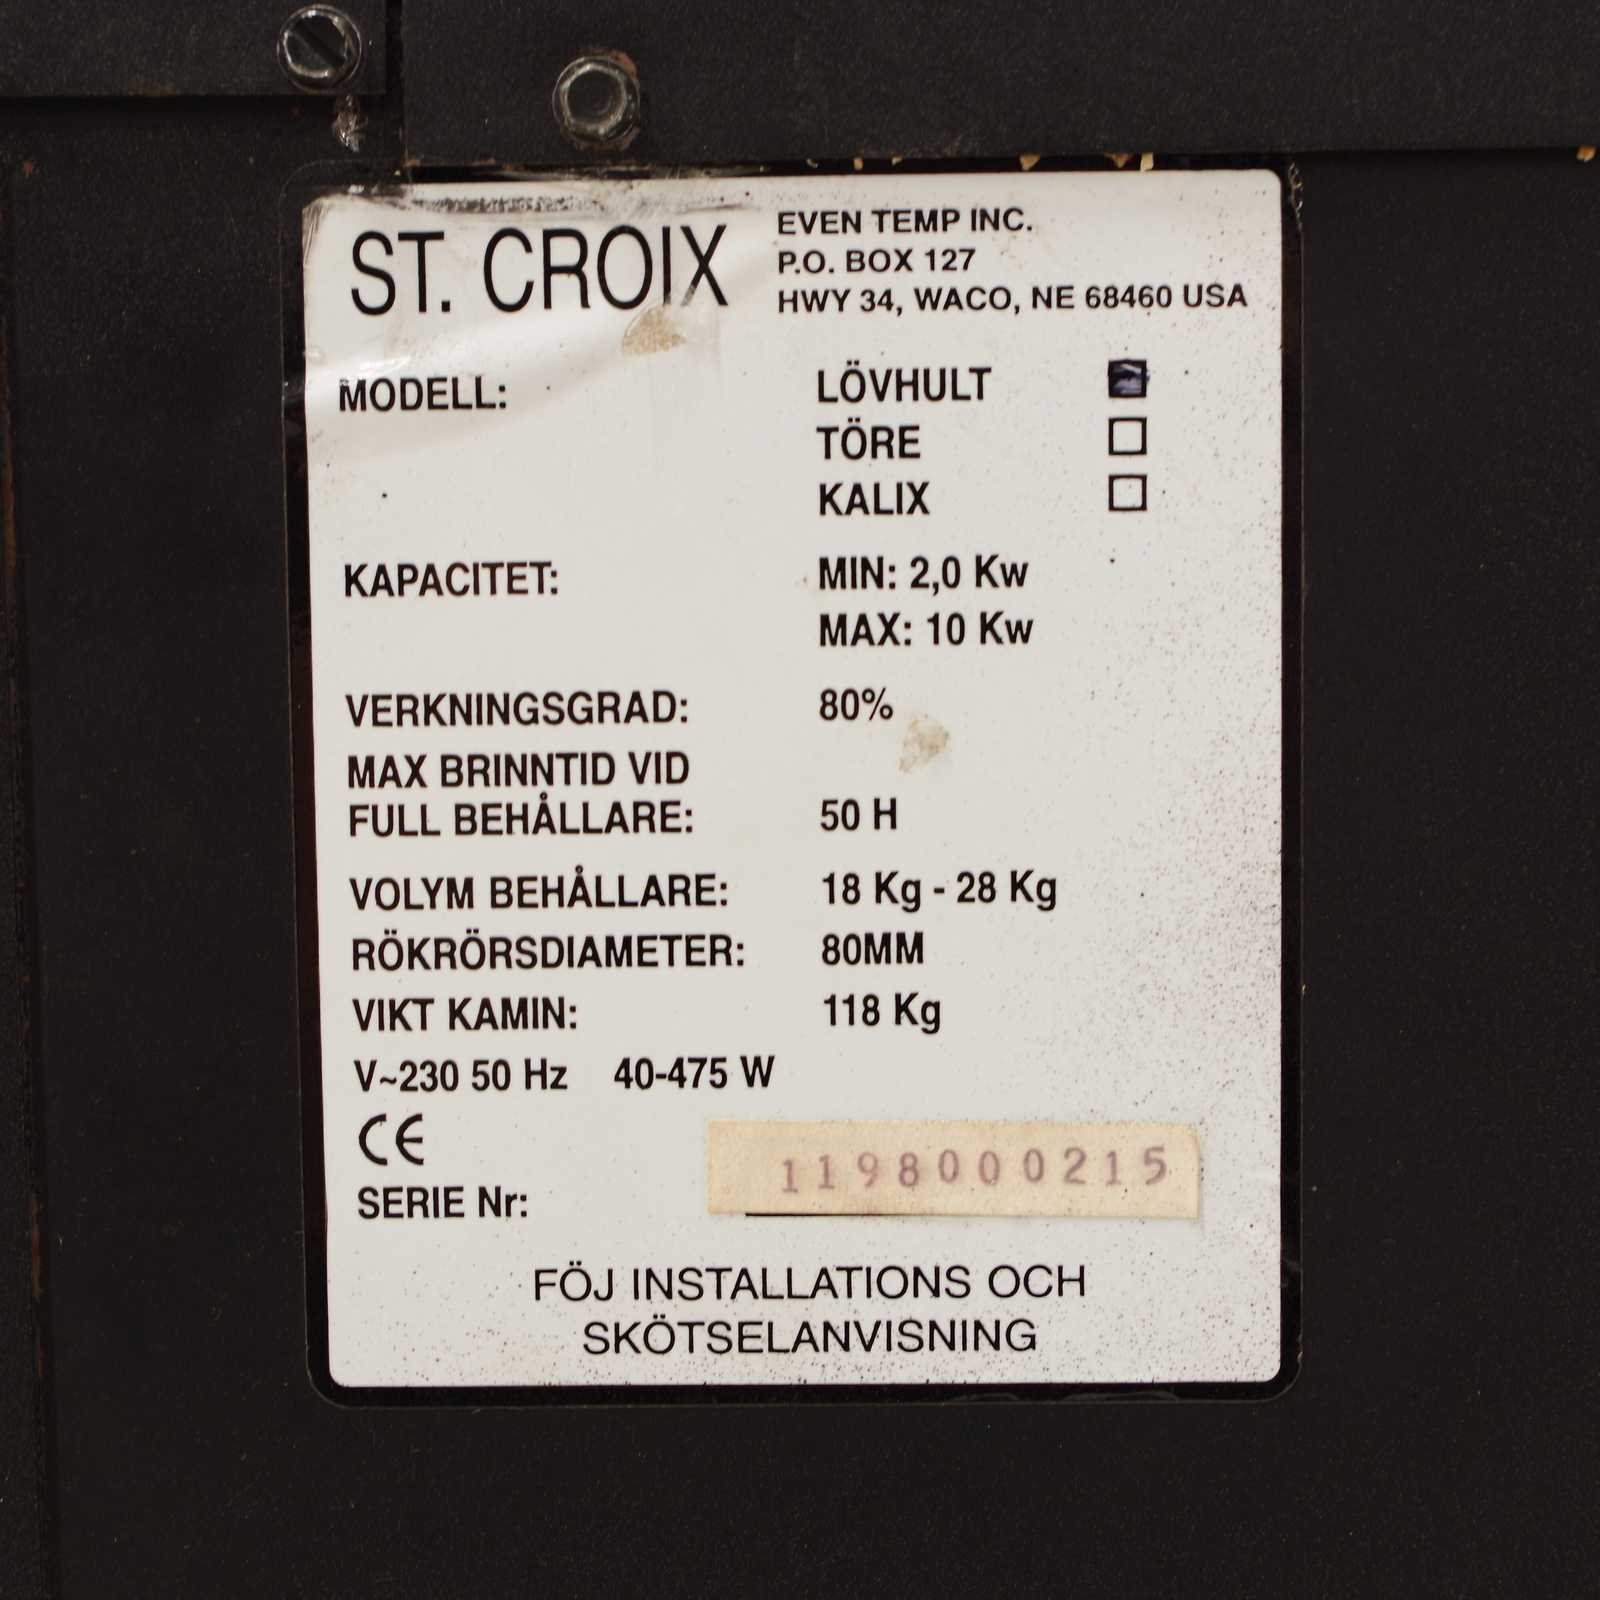 ST. CROIX
EVEN TEMP INC.
P.O. BOX 127
HWY 34, WACO, NE 68460 USA
MODELL: LÖVHULT
TÖRE
KALIX
KAPACITET: MIN: 2,0 Kw
MAX: 10 Kw
VERKNINGSGRAD: 80%
MAX BRINNTID VID
FULL BEHÅLLARE: 50 H
VOLYM BEHÅLLARE: 18 Kg - 28 Kg
RÖKRÖRSDIAMETER: 80MM
VIKT KAMIN: 118 Kg
V~230 50 Hz 40-475 W
CE
SERIE Nr: 1198000215
FÖJ INSTALLATIONS OCH
SKÖTSELANVISNING